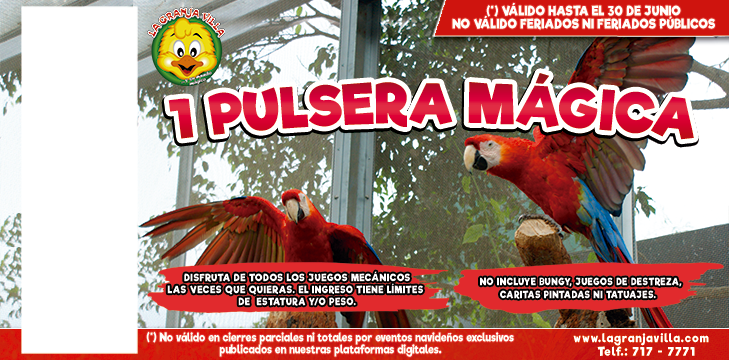 (*) VÁLIDO HASTA EL 30 DE JUNIO
NO VÁLIDO FERIADOS NI FERIADOS PÚBLICOS
LA GRANJA VILLA
1 PULSERA MÁGICA
DISFRUTA DE TODOS LOS JUEGOS MECÁNICOS
LAS VECES QUE QUIERAS. EL INGRESO TIENE LÍMITES
DE ESTATURA Y/O PESO.
NO INCLUYE BUNGY, JUEGOS DE DESTREZA,
CARITAS PINTADAS NI TATUAJES.
(*) No válido en cierres parciales ni totales por eventos navideños exclusivos
publicados en nuestras plataformas digitales.
www.lagranjavilla.com
Telf.: 717 - 7771